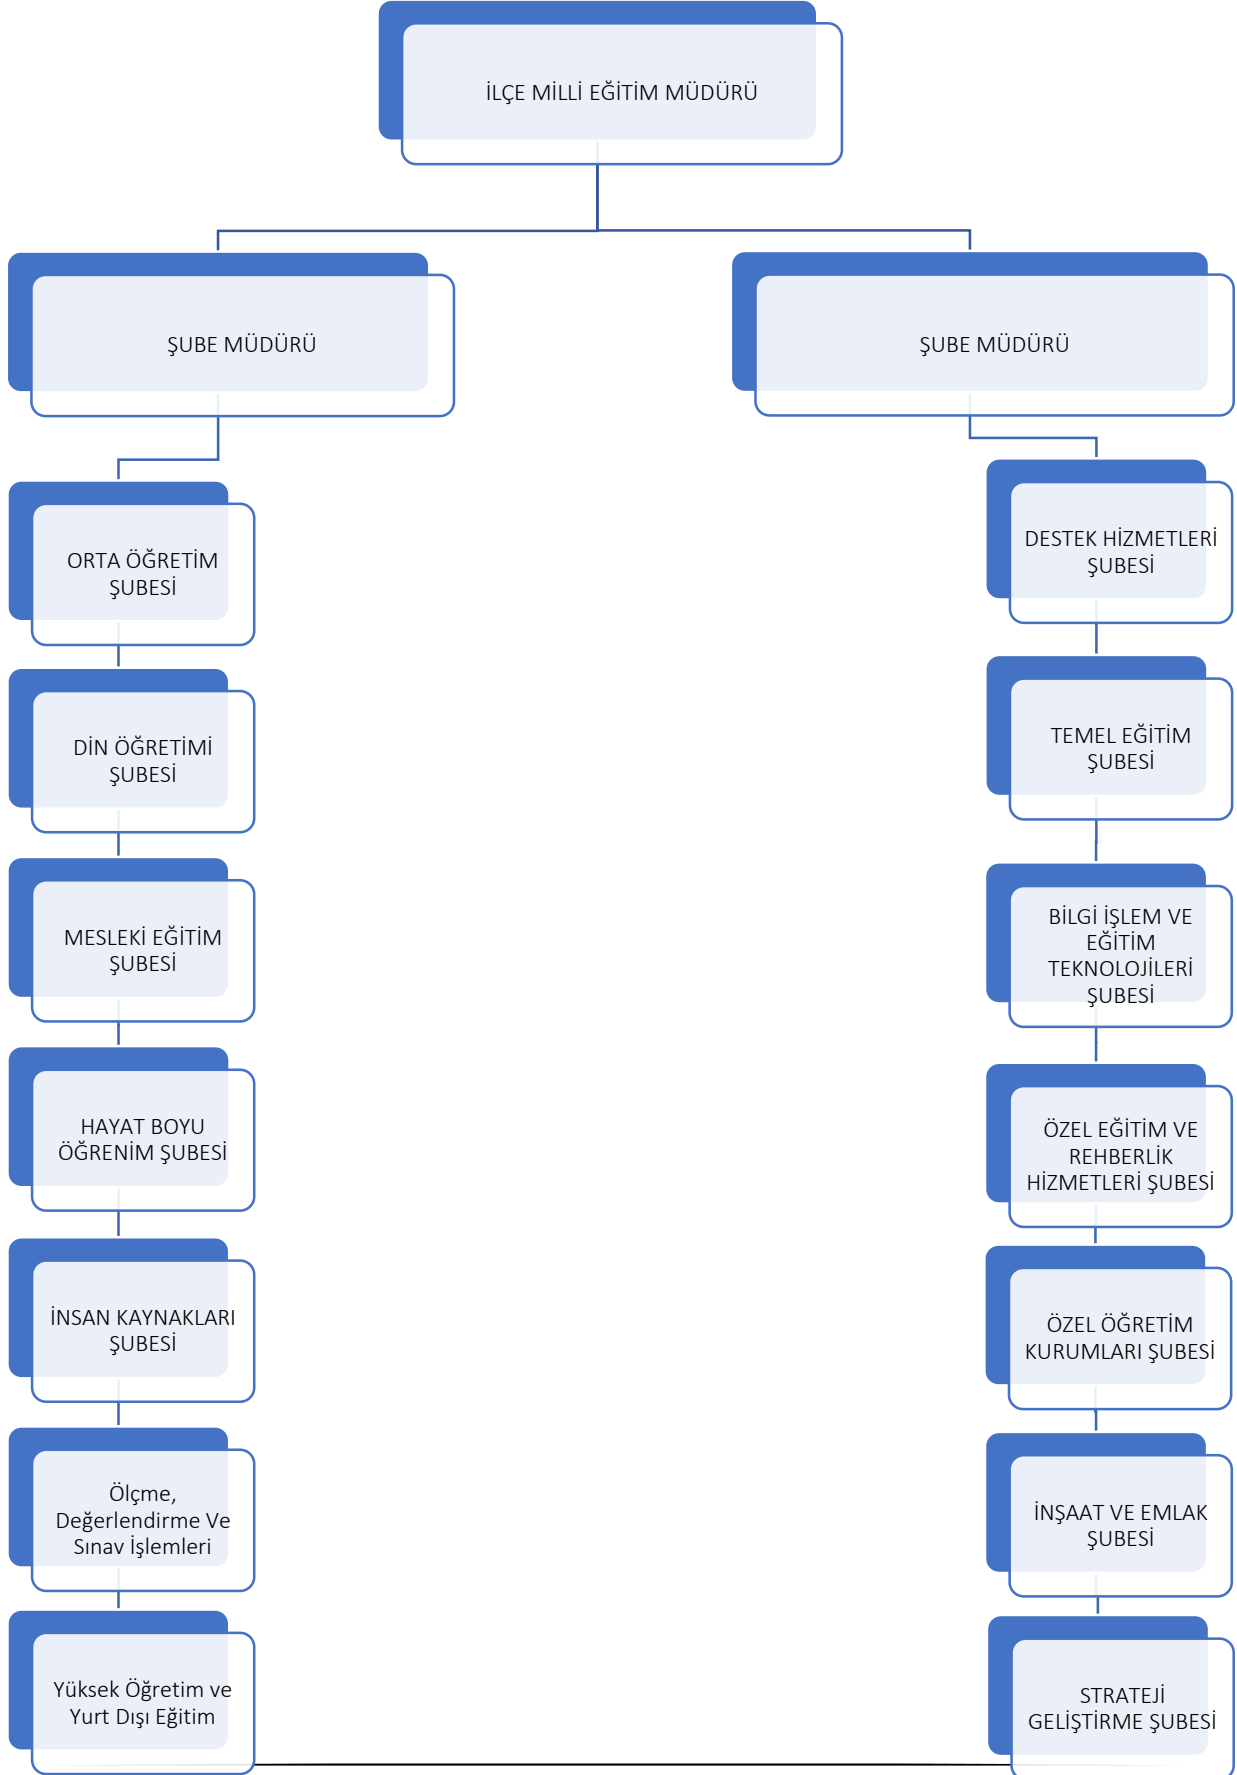 İLÇE MİLLİ EĞİTİM MÜDÜRÜ
ŞUBE MÜDÜRÜ
ORTA ÖĞRETİM
ŞUBESİ
DİN ÖĞRETİMİ
ŞUBESİ
MESLEKİ EĞİTİM
ŞUBESİ
HAYAT BOYU
ÖĞRENİM ŞUBESİ
İNSAN KAYNAKLARI
ŞUBESİ
Ölçme,
Değerlendirme Ve
Sınav İşlemleri
Yüksek Öğretim ve
Yurt Dışı Eğitim
ŞUBE MÜDÜRÜ
DESTEK HİZMETLERİ
ŞUBESİ
TEMEL EĞİTİM
ŞUBESİ
BİLGİ İŞLEM VE
EĞİTİM
TEKNOLOJİLERİ
ŞUBESİ
ÖZEL EĞİTİM VE
REHBERLİK
HİZMETLERİ ŞUBESİ
ÖZEL ÖĞRETİM
KURUMLARI ŞUBESİ
İNŞAAT VE EMLAK
ŞUBESİ
STRATEJİ
GELİŞTİRME ŞUBESİ